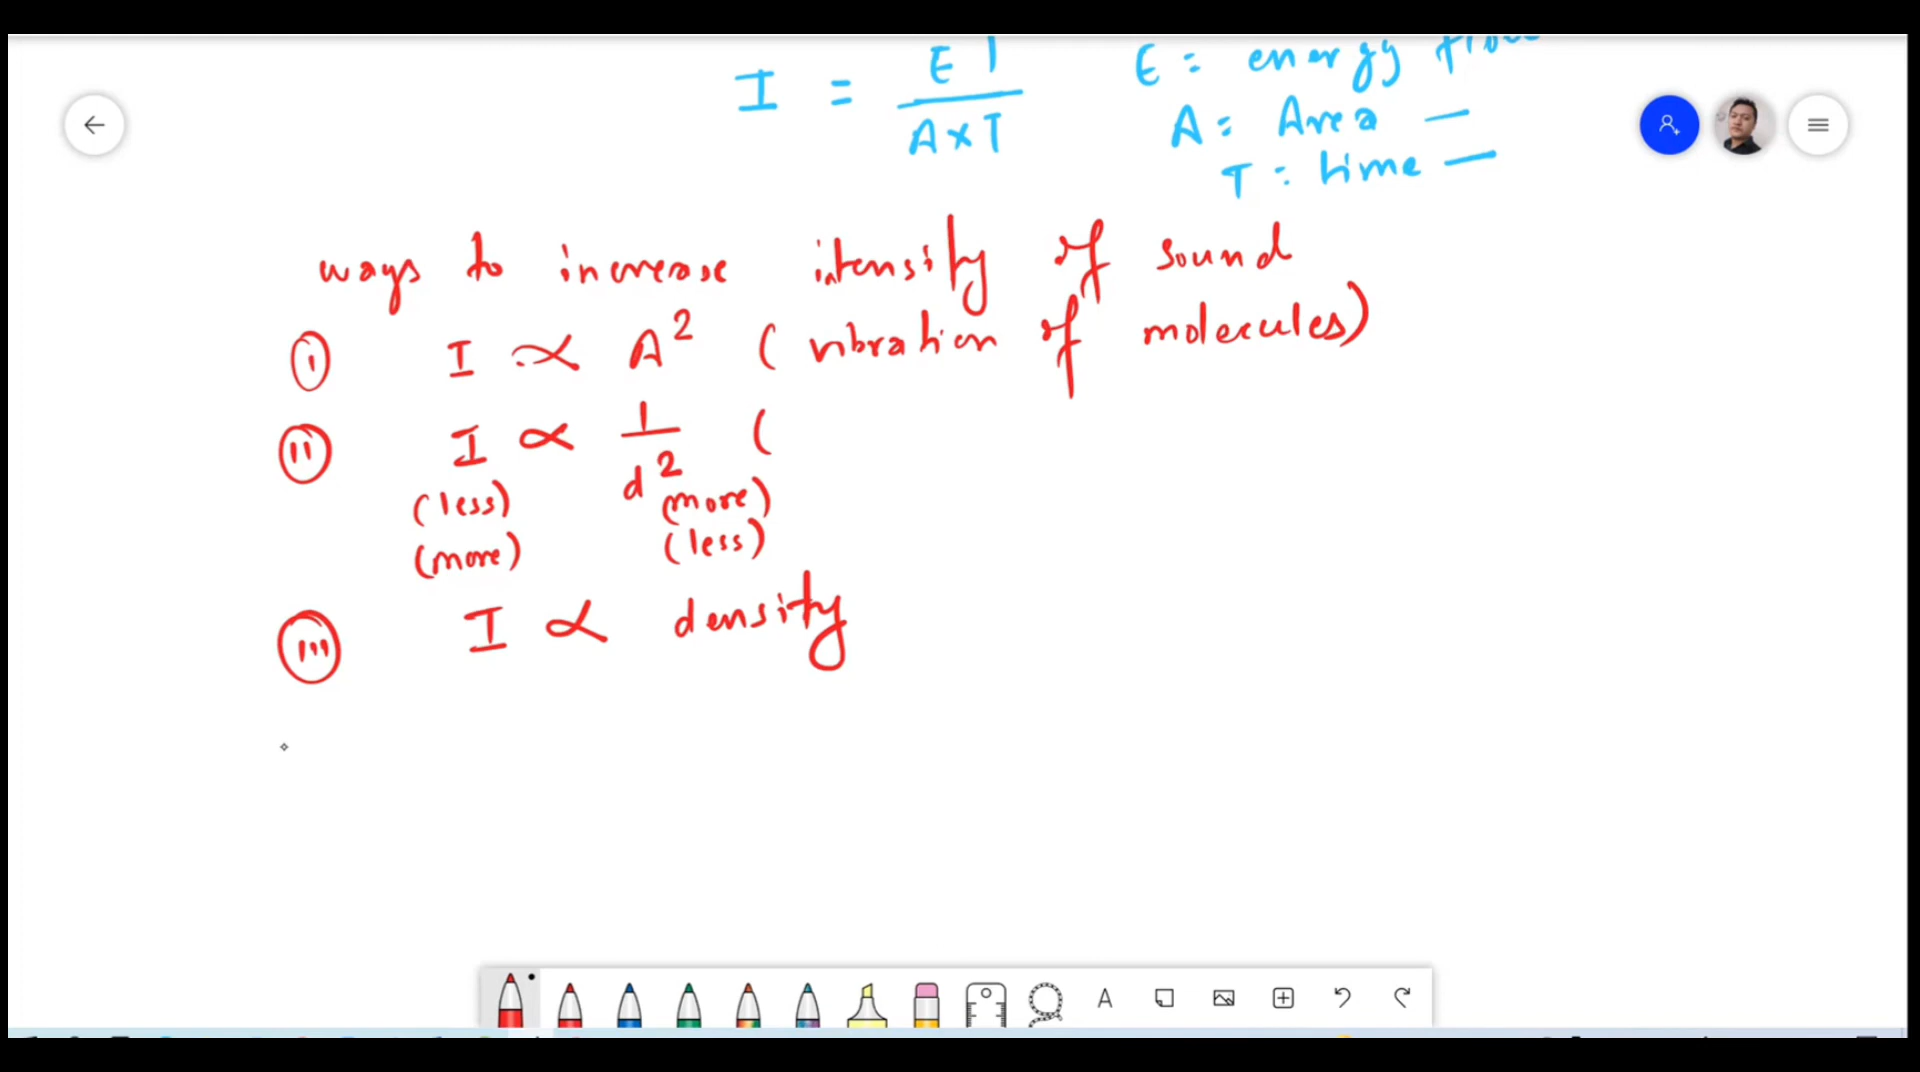 I = E / A x T
E = energy
A = Area —
T = time —
ways to increase intensity of sound
(i) I ∝ A² (vibration of molecules)
(ii) I ∝ 1/d² (
(less) (more)
(more) (less)
(iii) I ∝ density
A